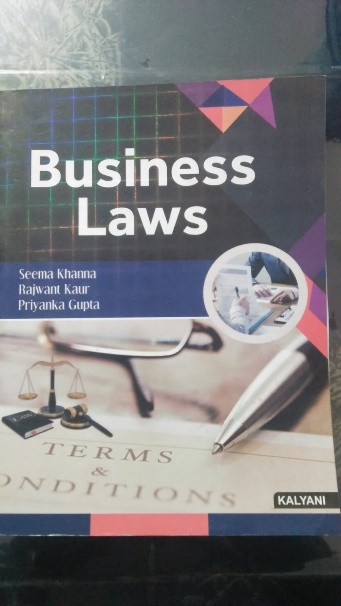 Business
Laws
Seema Khanna
Rajwant Kaur
Priyanka Gupta
TERMS
&
ONDITIONS
KALYANI